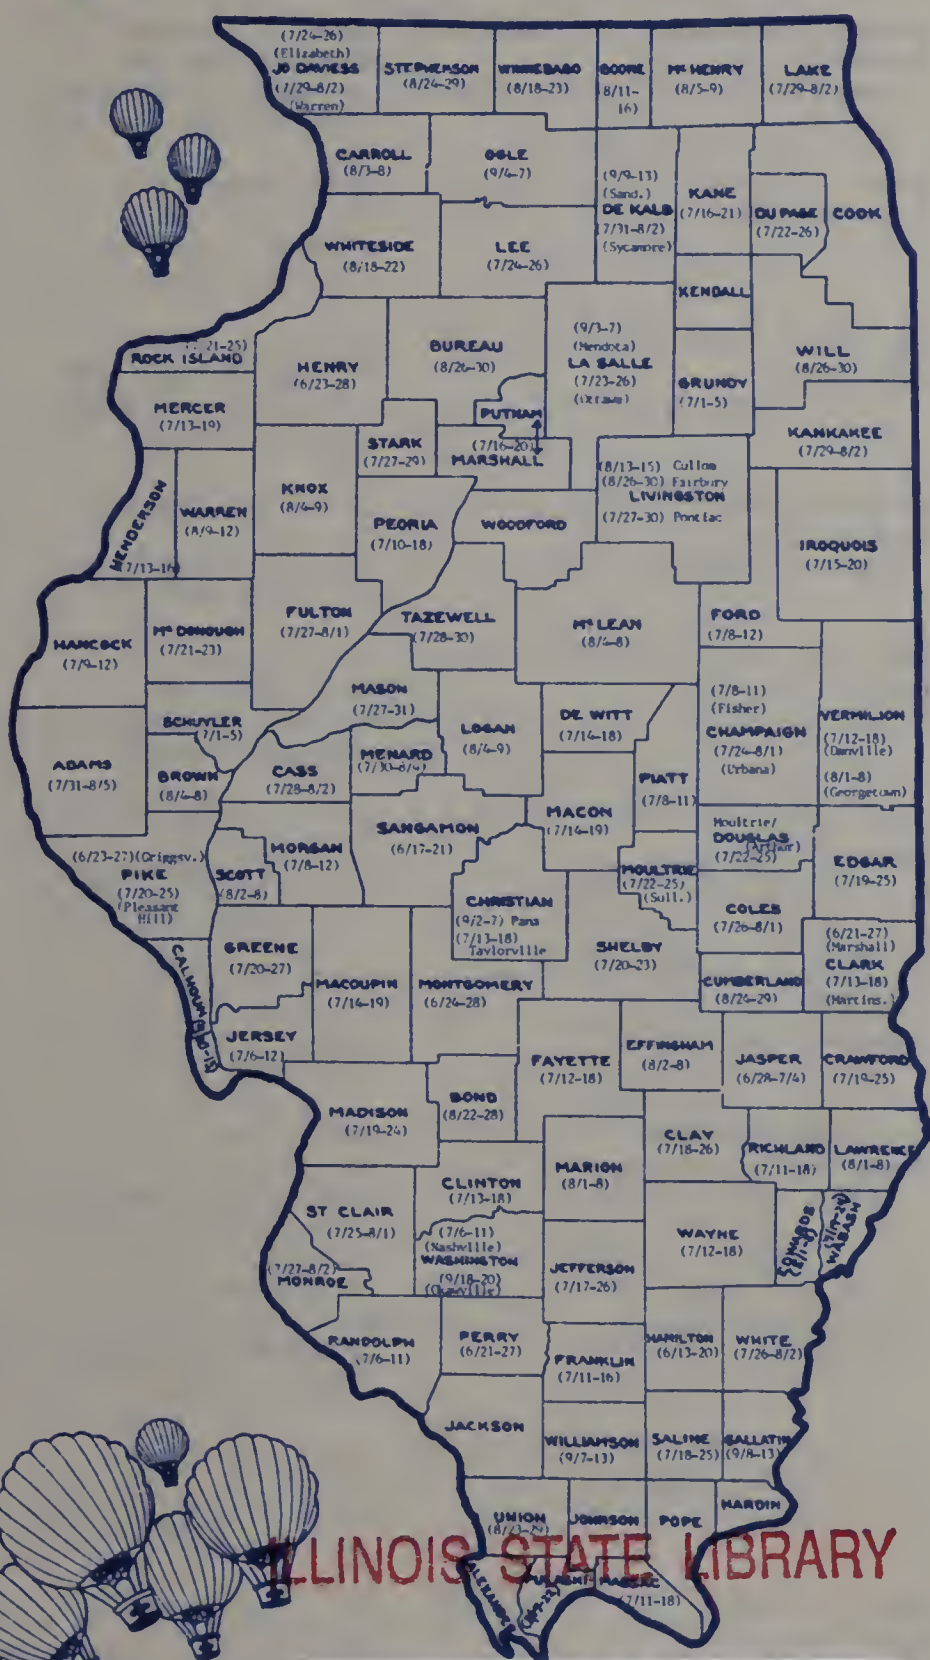 (7/24-26)
(Elizabeth)
JO DAVIESS
(7/29-8/2)
(Warren)
STEPHENSON
(8/24-29)
WINNEBAGO
(8/18-23)
BOONE
(8/11-
16)
McHENRY
(8/5-9)
LAKE
(7/29-8/2)
CARROLL
(8/3-8)
OGLE
(9/4-7)
(9/9-13)
(Sand.)
DE KALB
(7/31-8/2)
(Sycamore)
KANE
(7/16-21)
DU PAGE
(7/22-26)
COOK
WHITESIDE
(8/18-22)
LEE
(7/24-26)
KENDALL
21-25)
ROCK ISLAND
HENRY
(6/23-28)
BUREAU
(8/26-30)
(9/3-7)
(Mendota)
LA SALLE
(7/23-26)
(Ottawa)
GRUNDY
(7/1-5)
WILL
(8/26-30)
MERCER
(7/13-19)
PUTNAM
(7/16-20)
MARSHALL
STARK
(7/27-29)
KANKAKEE
(7/29-8/2)
HENDERSON
(7/13-16)
WARREN
(8/9-12)
KNOX
(8/4-9)
PEORIA
(7/10-18)
WOODFORD
(8/13-15) Cullom
(8/26-30) Fairbury
LIVINGSTON
(7/27-30) Pontiac
IROQUOIS
(7/15-20)
HANCOCK
(7/9-12)
McDONOUGH
(7/21-23)
FULTON
(7/27-8/1)
TAZEWELL
(7/28-30)
McLEAN
(8/4-8)
FORD
(7/8-12)
SCHUYLER
(7/1-5)
MASON
(7/27-31)
LOGAN
(8/4-9)
DE WITT
(7/14-18)
(7/8-11)
(Fisher)
CHAMPAIGN
(7/24-8/1)
(Urbana)
VERMILION
(7/12-18)
(Danville)
(8/1-8)
(Georgetown)
ADAMS
(7/31-8/5)
BROWN
(8/4-8)
CASS
(7/28-8/2)
MENARD
(7/30-8/4)
PIATT
(7/8-11)
MACON
(7/14-19)
SANGAMON
(6/17-21)
MORGAN
(7/8-12)
SCOTT
(8/2-8)
(6/23-27)(Griggsv.)
PIKE
(7/20-25)
(Pleasant
Hill)
Moultrie/
DOUGLAS
(Arthur)
(7/22-25)
EDGAR
(7/19-25)
MOULTRIE
(7/22-25)
(Sull.)
CHRISTIAN
(9/2-7) Pana
(7/13-18)
Taylorville
COLES
(7/26-8/1)
(6/21-27)
(Marshall)
CLARK
(7/13-18)
(Martins.)
GREENE
(7/20-27)
MACOUPIN
(7/14-19)
MONTGOMERY
(6/24-28)
SHELBY
(7/20-23)
CUMBERLAND
(8/24-29)
CALHOUN
JERSEY
(7/6-12)
FAYETTE
(7/12-18)
EFFINGHAM
(8/2-8)
JASPER
(6/28-7/4)
CRAWFORD
(7/19-25)
MADISON
(7/19-24)
BOND
(8/22-28)
CLAY
(7/18-26)
RICHLAND
(7/11-18)
LAWRENCE
(8/1-8)
CLINTON
(7/13-18)
MARION
(8/1-8)
ST CLAIR
(7/25-8/1)
(7/6-11)
(Nashville)
WASHINGTON
(9/18-20)
(Okawville)
WAYNE
(7/12-18)
EDWARDS
WABASH
(7/27-8/2)
MONROE
JEFFERSON
(7/17-26)
RANDOLPH
(7/6-11)
PERRY
(6/21-27)
FRANKLIN
(7/11-16)
HAMILTON
(6/13-20)
WHITE
(7/26-8/2)
JACKSON
WILLIAMSON
(9/7-13)
SALINE
(7/18-25)
GALLATIN
(9/8-13)
UNION
(8/23-29)
JOHNSON
POPE
HARDIN
ILLINOIS STATE LIBRARY
ALEXANDER
PULASKI
MASSAC
(7/11-18)